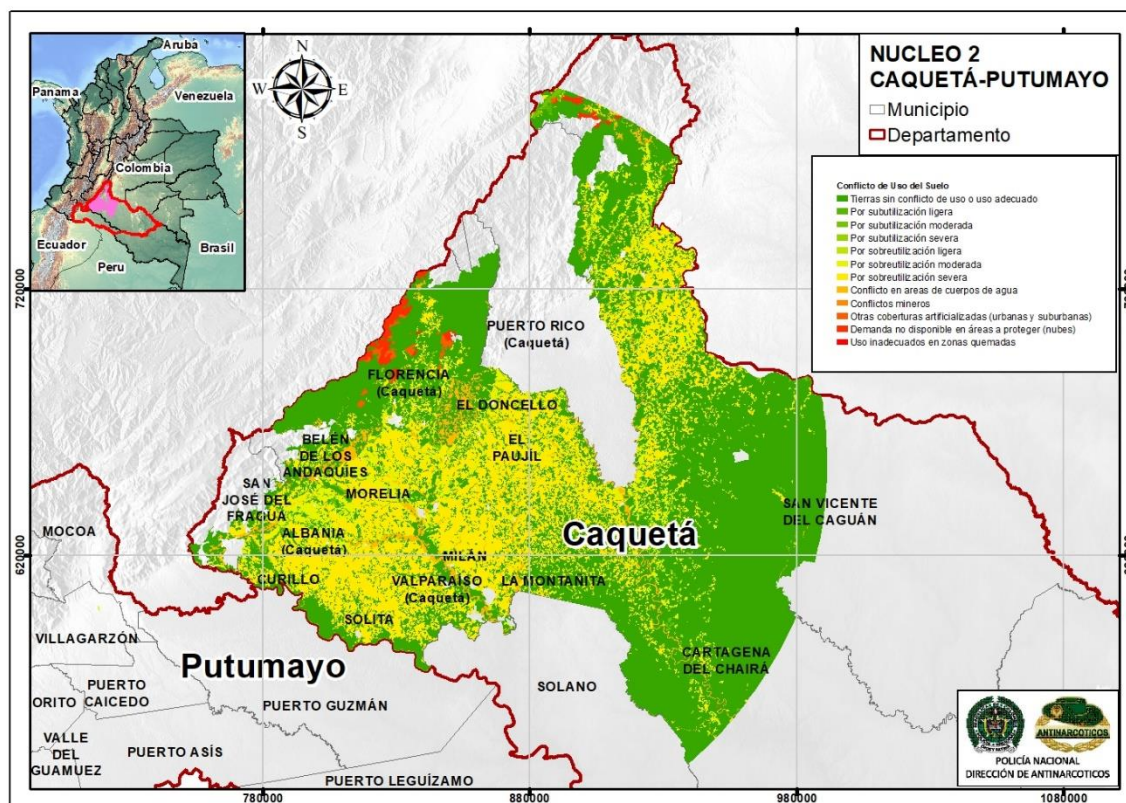 Aruba
Panama
Venezuela
Colombia
Ecuador
Brasil
Peru
N
W
E
S
NUCLEO 2
CAQUETÁ-PUTUMAYO
Municipio
Departamento
Conflicto de Uso del Suelo
Tierras sin conflicto de uso o uso adecuado
Por subutilización ligera
Por subutilización moderada
Por subutilización severa
Por sobreutilización ligera
Por sobreutilización moderada
Por sobreutilización severa
Conflicto en areas de cuerpos de agua
Conflictos mineros
Otras coberturas artificializadas (urbanas y suburbanas)
Demanda no disponible en áreas a proteger (nubes)
Uso inadecuados en zonas quemadas
720000
PUERTO RICO
(Caquetá)
FLORENCIA
(Caquetá)
EL DONCELLO
BELÉN
DE LOS
ANDAQUIES
EL
PAUJÍL
SAN
JOSÉ DEL
FRAGUA
MORELIA
SAN VICENTE
DEL CAGUÁN
MOCOA
ALBANIA
(Caquetá)
Caquetá
620000
MILÁN
CURILLO
VALPARAÍSO
(Caquetá)
LA MONTAÑITA
SOLITA
VILLAGARZÓN
Putumayo
CARTAGENA
DEL CHAIRÁ
PUERTO
CAICEDO
ORITO
SOLANO
PUERTO GUZMÁN
VALLE
DEL
GUAMUEZ
PUERTO ASÍS
PUERTO LEGUÍZAMO
ANTINARCOTICOS
POLICÍA NACIONAL
DIRECCIÓN DE ANTINARCOTICOS
780000
880000
980000
1080000